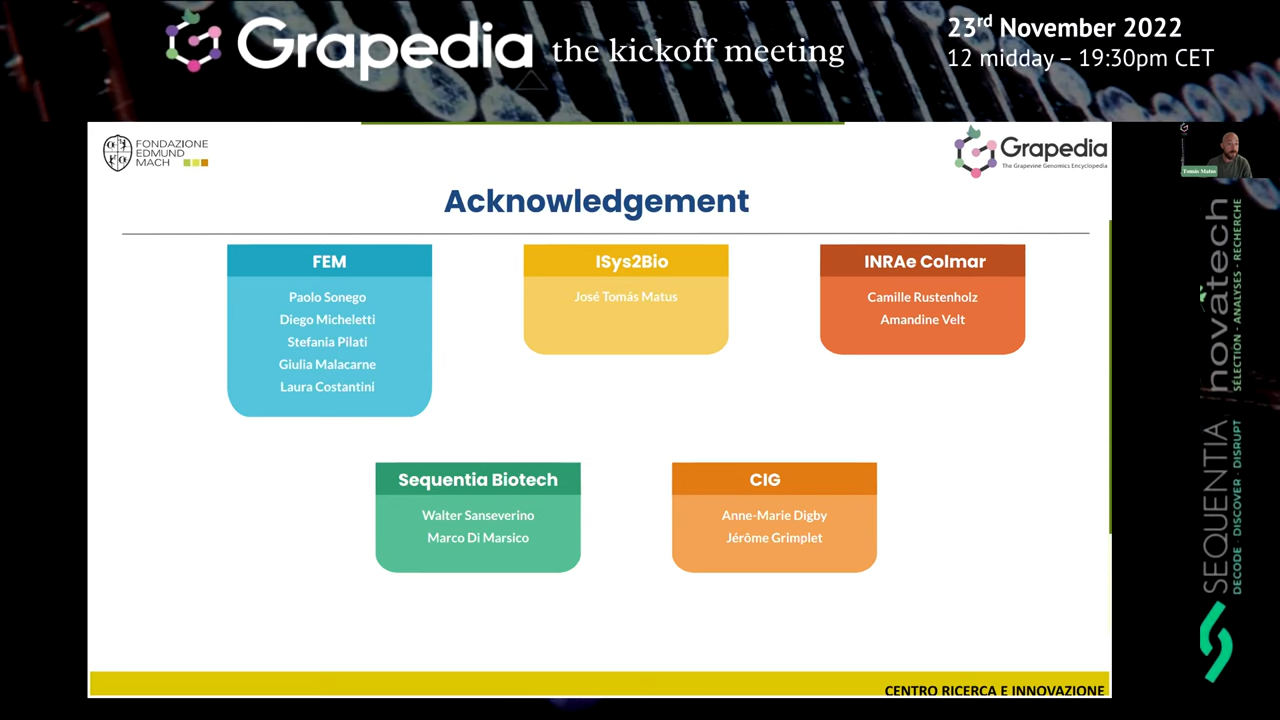 Grapedia the kickoff meeting
23rd November 2022
12 midday – 19:30pm CET
FONDAZIONE
EDMUND
MACH
Grapedia
The Grapevine Genomics Encyclopedia
Tomás Matus
Acknowledgement
FEM
Paolo Sonego
Diego Micheletti
Stefania Pilati
Giulia Malacarne
Laura Costantini
ISys2Bio
José Tomás Matus
INRAe Colmar
Camille Rustenholz
Amandine Velt
Sequentia Biotech
Walter Sanseverino
Marco Di Marsico
CIG
Anne-Marie Digby
Jérôme Grimplet
CENTRO RICERCA E INNOVAZIONE
novatech
SÉLECTION - ANALYSES - RECHERCHE
SEQUENTIA
DECODE · DISCOVER · DISRUPT